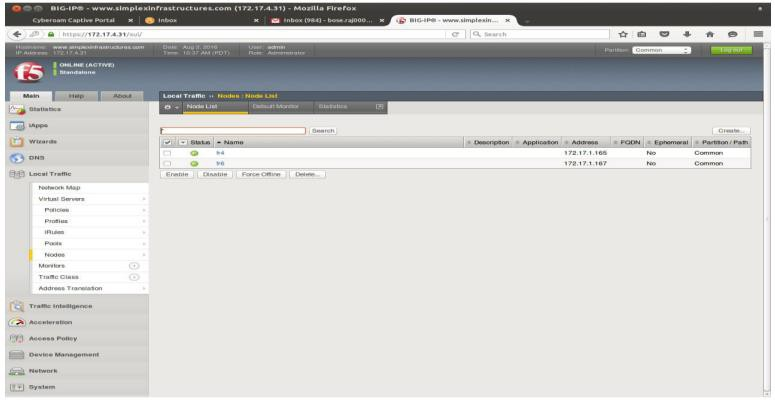 BIG-IP® - www.simplexinfrastructures.com (172.17.4.31) - Mozilla Firefox
Cyberoam Captive Portal
Inbox
Inbox (984) - bose.raj000...
BIG-IP® - www.simplexin...
https://172.17.4.31/xui/
Search
Hostname: www.simplexinfrastructures.com Date: Aug 3, 2016 User: admin
IP Address: 172.17.4.31 Time: 10:37 AM (PDT) Role: Administrator
Partition: Common
Log out
f5
ONLINE (ACTIVE)
Standalone
Main Help About
Local Traffic ›› Nodes : Node List
Node List Default Monitor Statistics
Statistics
iApps
Wizards
DNS
Local Traffic
Network Map
Virtual Servers
Policies
Profiles
iRules
Pools
Nodes
Monitors
Traffic Class
Address Translation
Traffic Intelligence
Acceleration
Access Policy
Device Management
Network
System
* Search Create...
Status Name Description Application Address FQDN Ephemeral Partition / Path
fr4 172.17.1.165 No Common
fr6 172.17.1.167 No Common
Enable Disable Force Offline Delete...